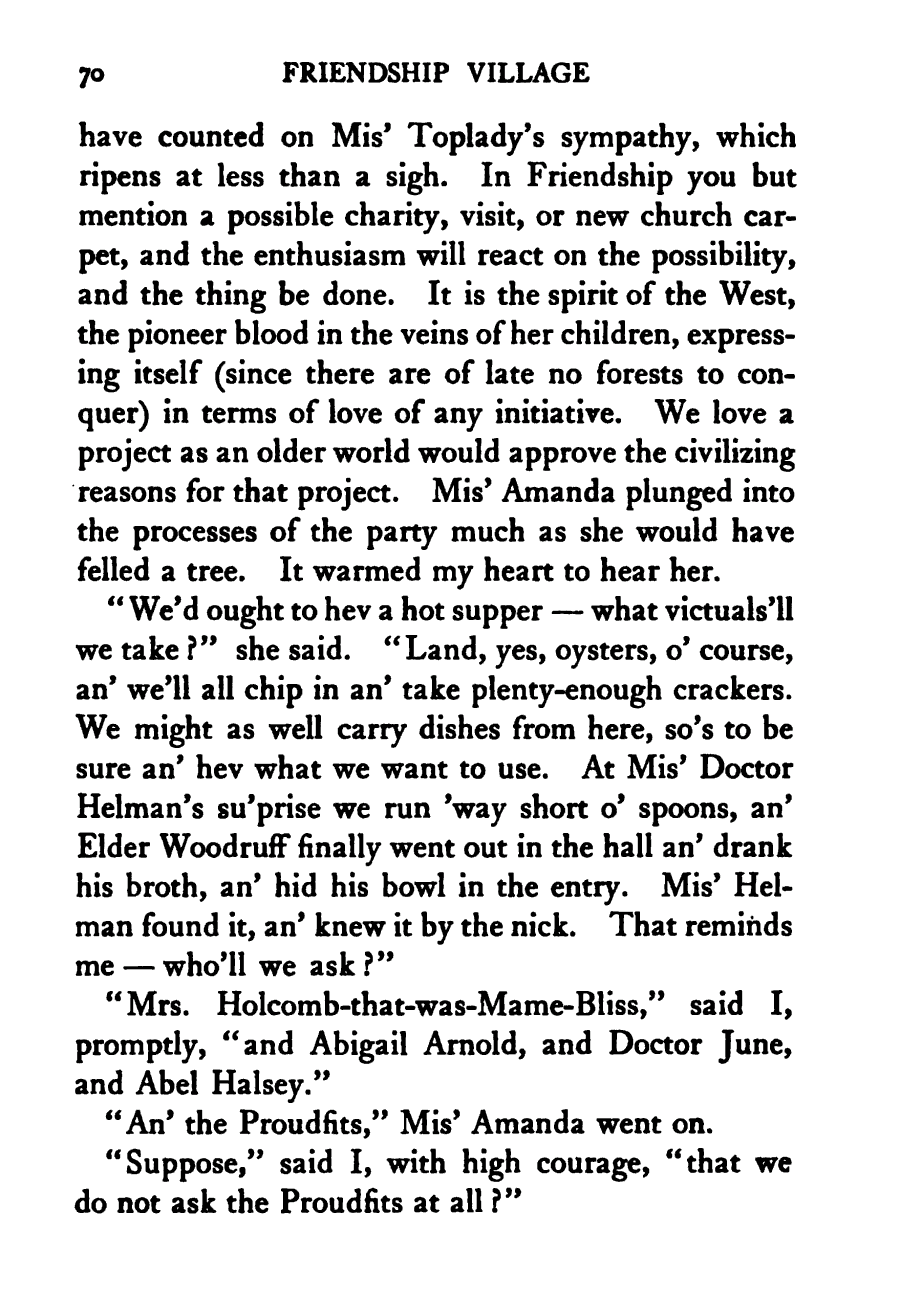 70 FRIENDSHIP VILLAGE
have counted on Mis' Toplady's sympathy, which
ripens at less than a sigh. In Friendship you but
mention a possible charity, visit, or new church car-
pet, and the enthusiasm will react on the possibility,
and the thing be done. It is the spirit of the West,
the pioneer blood in the veins of her children, express-
ing itself (since there are of late no forests to con-
quer) in terms of love of any initiative. We love a
project as an older world would approve the civilizing
reasons for that project. Mis' Amanda plunged into
the processes of the party much as she would have
felled a tree. It warmed my heart to hear her.
"We'd ought to hev a hot supper — what victuals'll
we take?" she said. "Land, yes, oysters, o' course,
an' we'll all chip in an' take plenty-enough crackers.
We might as well carry dishes from here, so's to be
sure an' hev what we want to use. At Mis' Doctor
Helman's su'prise we run 'way short o' spoons, an'
Elder Woodruff finally went out in the hall an' drank
his broth, an' hid his bowl in the entry. Mis' Hel-
man found it, an' knew it by the nick. That reminds
me — who'll we ask?"
"Mrs. Holcomb-that-was-Mame-Bliss," said I,
promptly, "and Abigail Arnold, and Doctor June,
and Abel Halsey."
"An' the Proudfits," Mis' Amanda went on.
"Suppose," said I, with high courage, "that we
do not ask the Proudfits at all?"